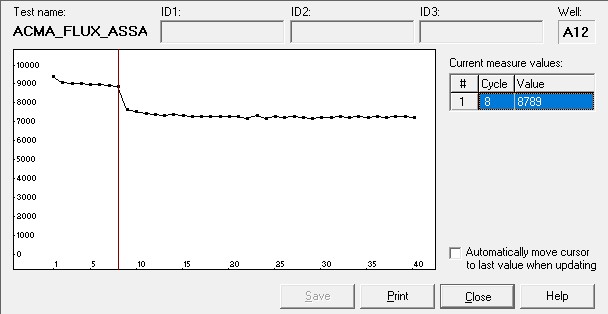 Test name:
ID1:
ID2:
ID3:
Well:
ACMA_FLUX_ASSA
A12
Current measure values:
# Cycle Value
1 8 8789
10000
9000
8000
7000
6000
5000
4000
3000
2000
1000
0
1 5 10 15 20 25 30 35 40
Automatically move cursor
to last value when updating
Save Print Close Help